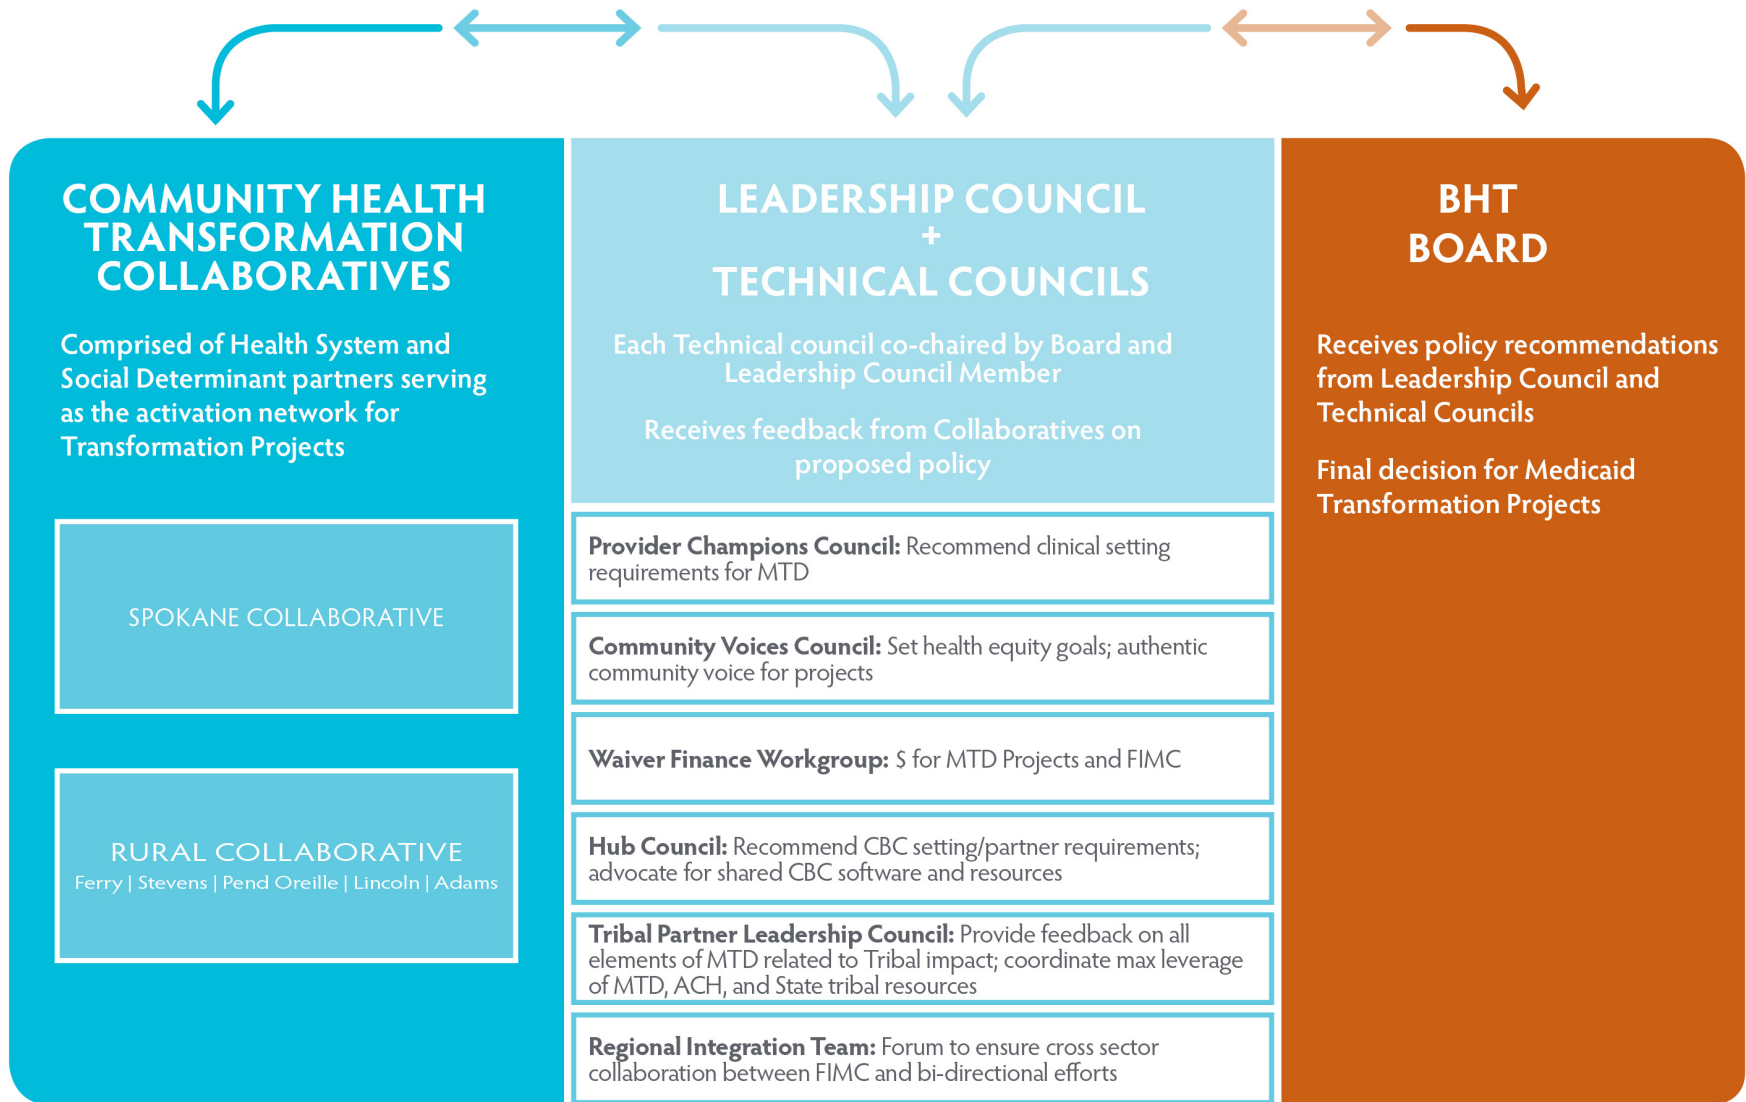 COMMUNITY HEALTH
TRANSFORMATION
COLLABORATIVES
Comprised of Health System and
Social Determinant partners serving
as the activation network for
Transformation Projects
SPOKANE COLLABORATIVE
RURAL COLLABORATIVE
Ferry | Stevens | Pend Oreille | Lincoln | Adams
LEADERSHIP COUNCIL
+
TECHNICAL COUNCILS
Each Technical council co-chaired by Board and
Leadership Council Member
Receives feedback from Collaboratives on
proposed policy
Provider Champions Council: Recommend clinical setting
requirements for MTD
Community Voices Council: Set health equity goals; authentic
community voice for projects
Waiver Finance Workgroup: $ for MTD Projects and FIMC
Hub Council: Recommend CBC setting/partner requirements;
advocate for shared CBC software and resources
Tribal Partner Leadership Council: Provide feedback on all
elements of MTD related to Tribal impact; coordinate max leverage
of MTD, ACH, and State tribal resources
Regional Integration Team: Forum to ensure cross sector
collaboration between FIMC and bi-directional efforts
BHT
BOARD
Receives policy recommendations
from Leadership Council and
Technical Councils
Final decision for Medicaid
Transformation Projects